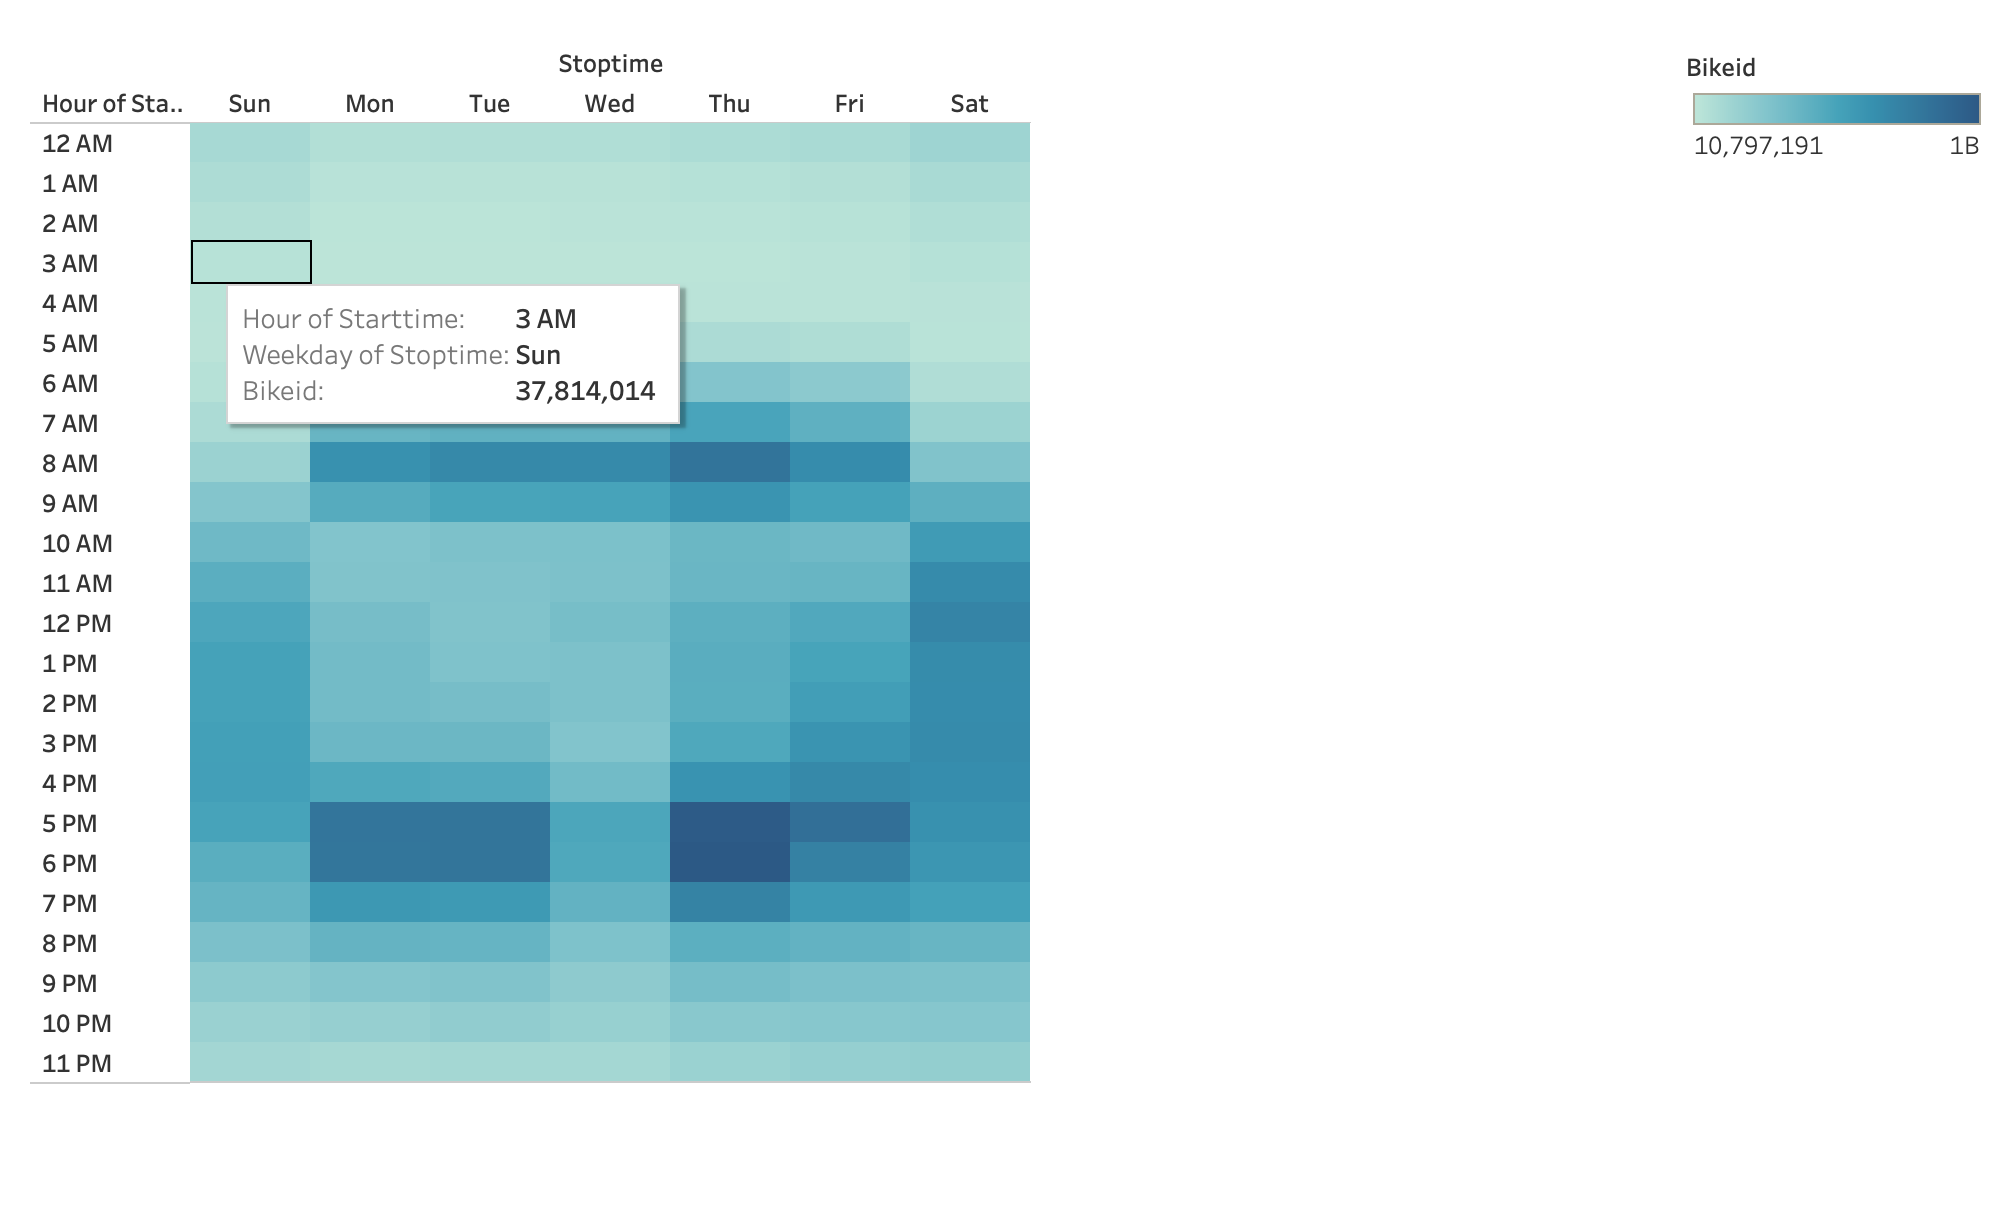 Stoptime
Bikeid
Hour of Sta.. Sun Mon Tue Wed Thu Fri Sat
10,797,191 1B
12 AM
1 AM
2 AM
3 AM
4 AM
Hour of Starttime: 3 AM
5 AM
Weekday of Stoptime: Sun
6 AM
Bikeid: 37,814,014
7 AM
8 AM
9 AM
10 AM
11 AM
12 PM
1 PM
2 PM
3 PM
4 PM
5 PM
6 PM
7 PM
8 PM
9 PM
10 PM
11 PM